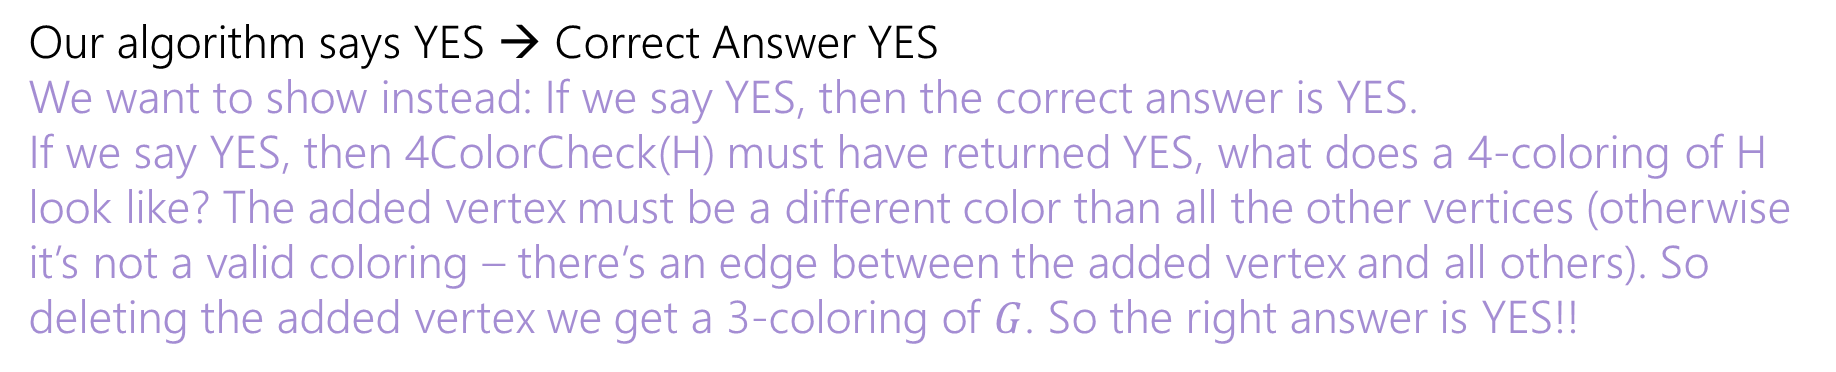 Our algorithm says YES → Correct Answer YES
We want to show instead: If we say YES, then the correct answer is YES.
If we say YES, then 4ColorCheck(H) must have returned YES, what does a 4-coloring of H
look like? The added vertex must be a different color than all the other vertices (otherwise
it’s not a valid coloring – there’s an edge between the added vertex and all others). So
deleting the added vertex we get a 3-coloring of 𝐺. So the right answer is YES!!